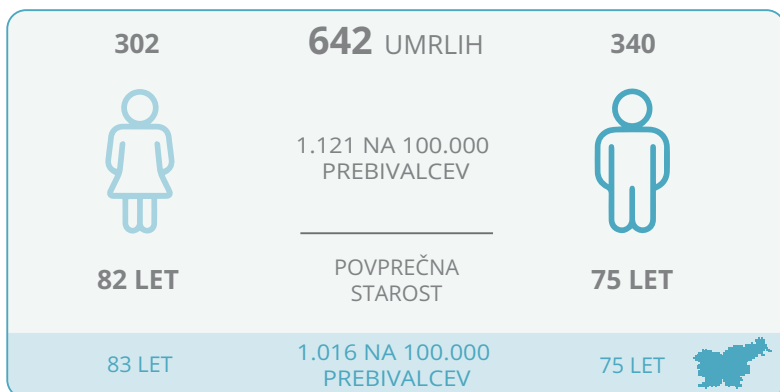 302 642 UMRLIH 340
1.121 NA 100.000
PREBIVALCEV
82 LET POVPREČNA 75 LET
STAROST
83 LET 1.016 NA 100.000 75 LET
PREBIVALCEV